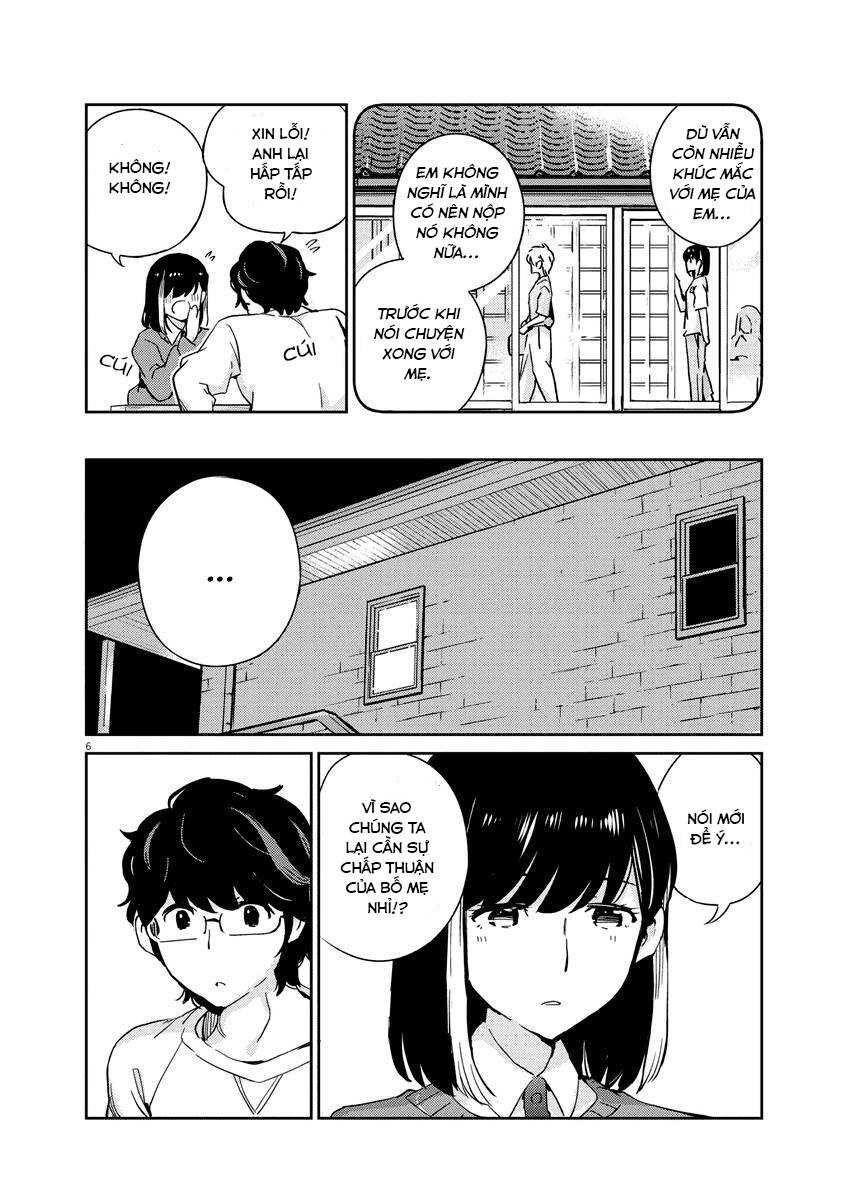 DÙ VẪN
CÒN NHIỀU
KHÚC MẮC
VỚI MẸ CỦA
EM...
EM KHÔNG
NGHĨ LÀ MÌNH
CÓ NÊN NỘP
NÓ KHÔNG
NỮA...
TRƯỚC KHI
NÓI CHUYỆN
XONG VỚI
MẸ.
XIN LỖI!
ANH LẠI
HẤP TẤP
RỒI!
KHÔNG!
KHÔNG!
CÚI
CÚI
...
6
NÓI MỚI
ĐỂ Ý...
VÌ SAO
CHÚNG TA
LẠI CẦN SỰ
CHẤP THUẬN
CỦA BỐ MẸ
NHỈ!?